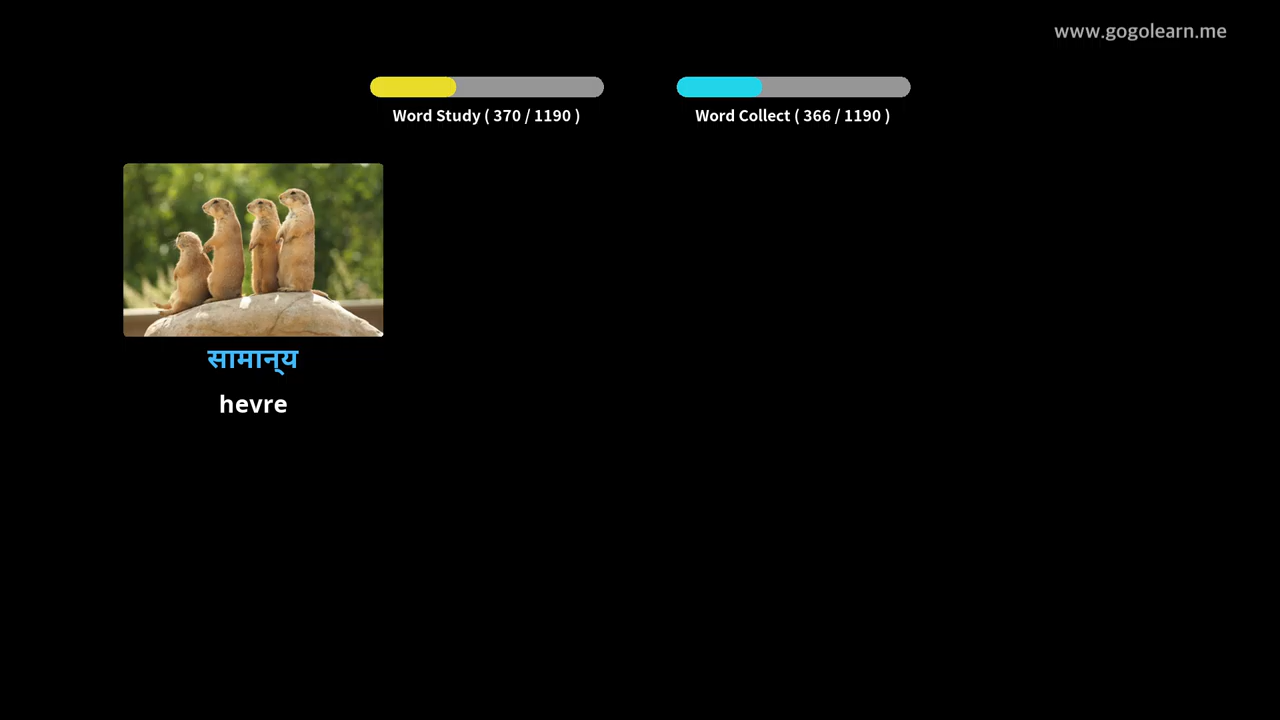 www.gogolearn.me
Word Study ( 370 / 1190 )
Word Collect ( 366 / 1190 )
सामान्य
hevre